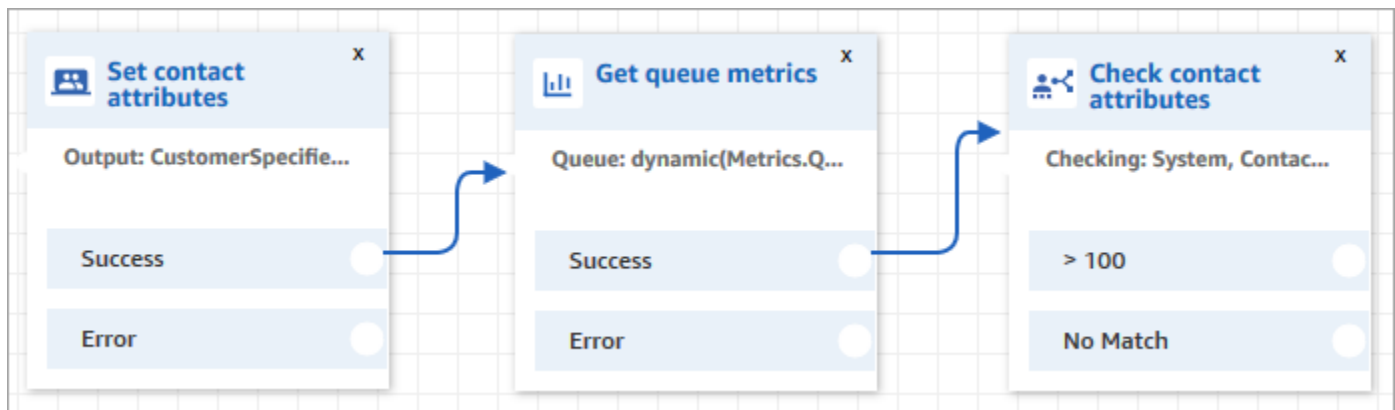 Set contact
attributes
x
Output: CustomerSpecifie...
Success
Error
Get queue metrics
x
Queue: dynamic(Metrics.Q...
Success
Error
Check contact
attributes
x
Checking: System, Contac...
> 100
No Match